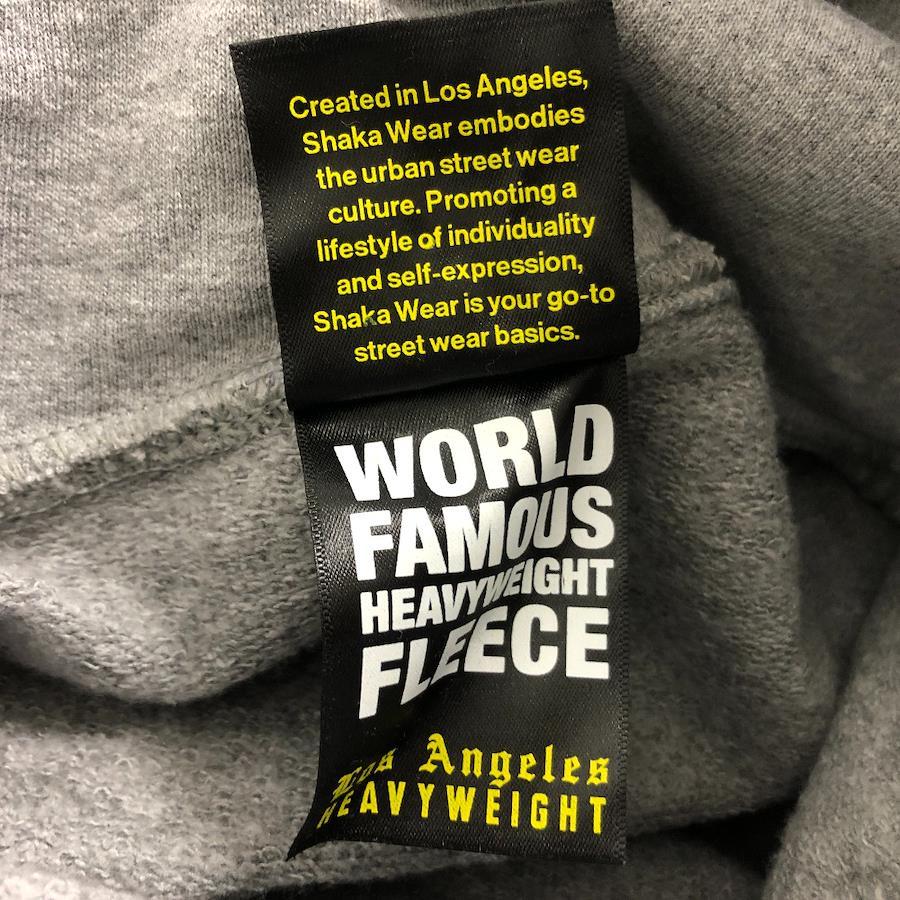 Created in Los Angeles,
Shaka Wear embodies
the urban street wear
culture. Promoting a
lifestyle of individuality
and self-expression,
Shaka Wear is your go-to
street wear basics.
WORLD
FAMOUS
HEAVYWEIGHT
FLEECE
Los Angeles
HEAVYWEIGHT